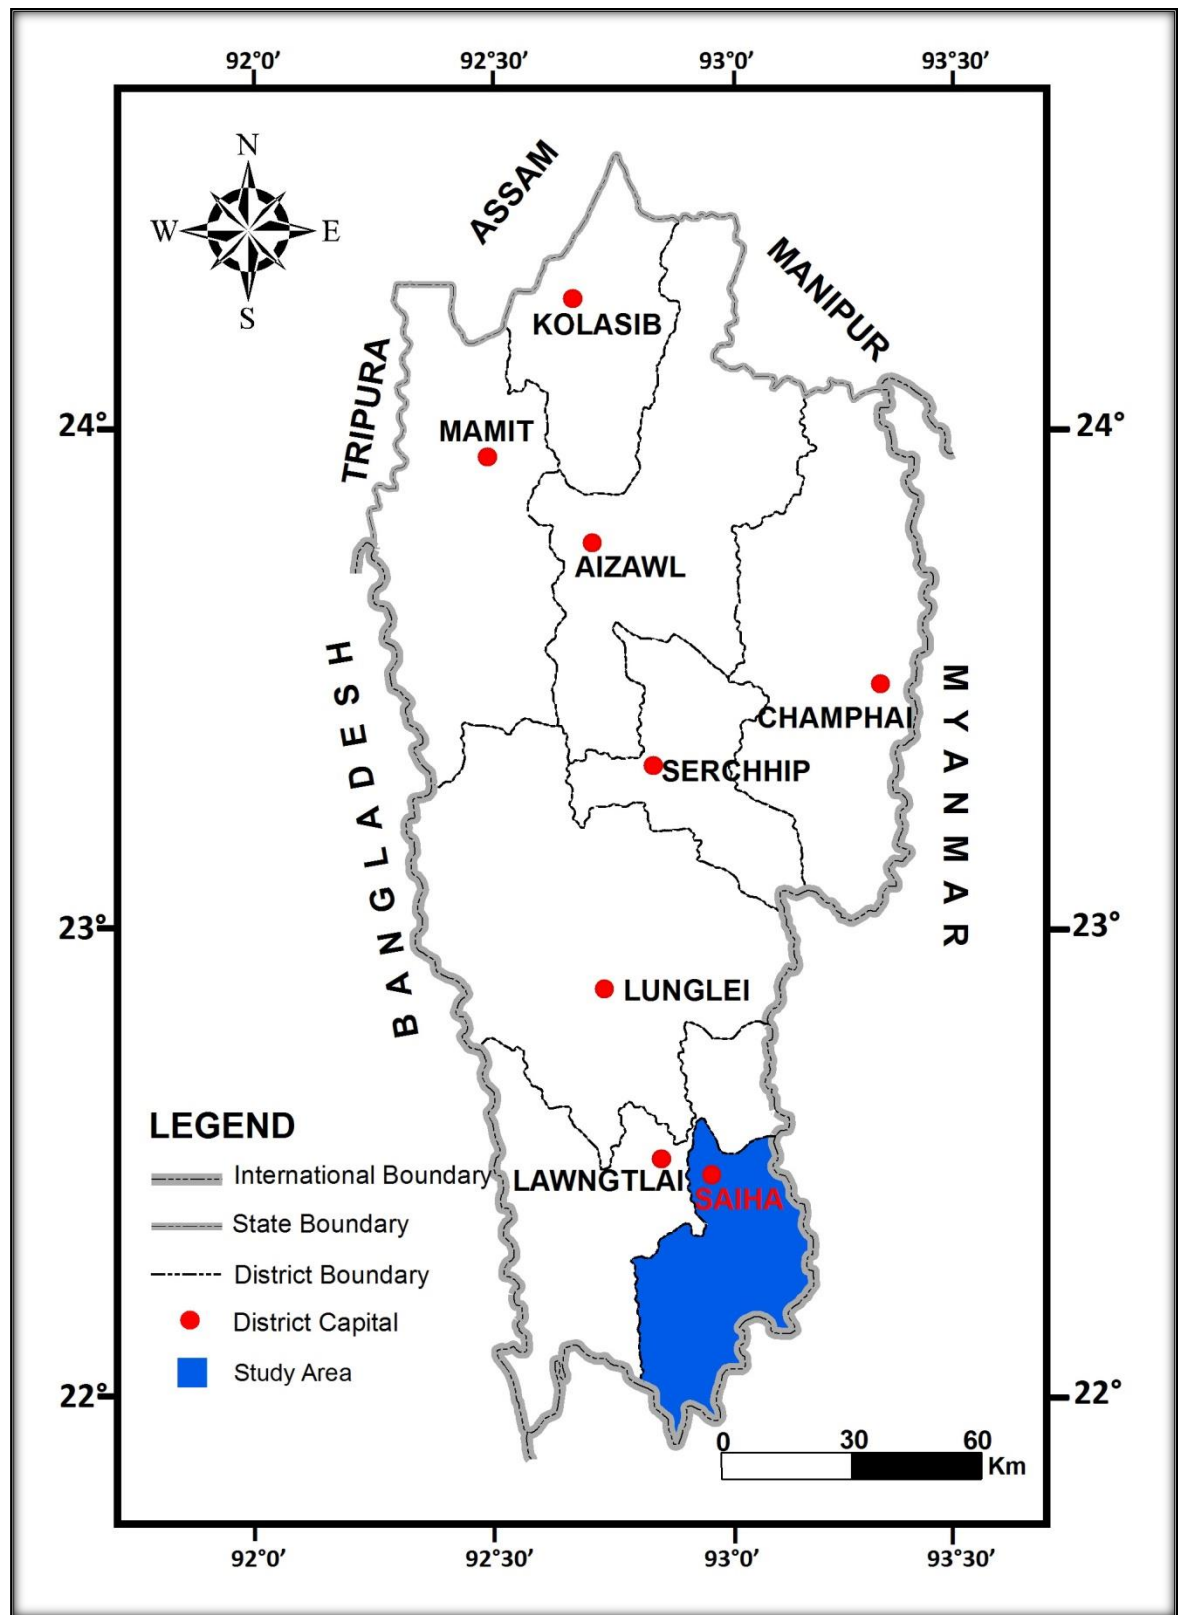 92°0’ 92°30’ 93°0’ 93°30’
N
W E
S
ASSAM
MANIPUR
TRIPURA
KOLASIB
24° 24°
MAMIT
AIZAWL
BANGLADESH
MYANMAR
CHAMPHAI
SERCHHIP
23° 23°
LUNGLEI
LEGEND
International Boundary
State Boundary
District Boundary
District Capital
Study Area
LAWNGTLAI
SAIHA
22° 22°
0 30 60
Km
92°0’ 92°30’ 93°0’ 93°30’